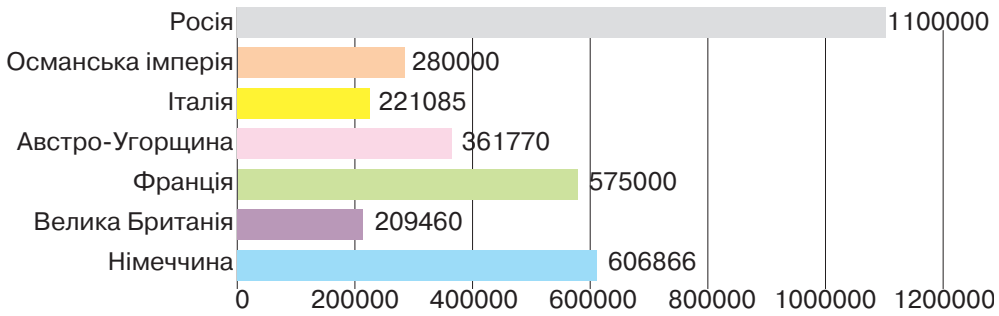 Росія 1100000
Османська імперія 280000
Італія 221085
Австро-Угорщина 361770
Франція 575000
Велика Британія 209460
Німеччина 606866
0 200000 400000 600000 800000 1000000 1200000